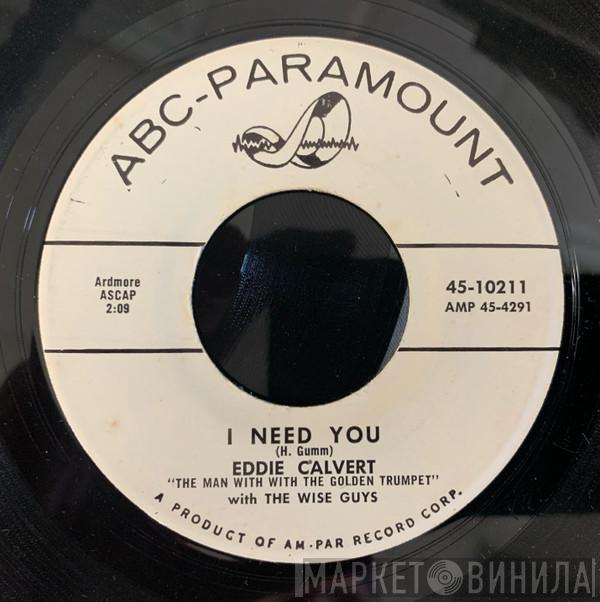 ABC-PARAMOUNT
Ardmore
ASCAP
2:09
45-10211
AMP 45-4291
I NEED YOU
(H. Gumm)
EDDIE CALVERT
"THE MAN WITH WITH THE GOLDEN TRUMPET"
with THE WISE GUYS
A PRODUCT OF AM-PAR RECORD CORP.
МАРКЕТ ВИНИЛА